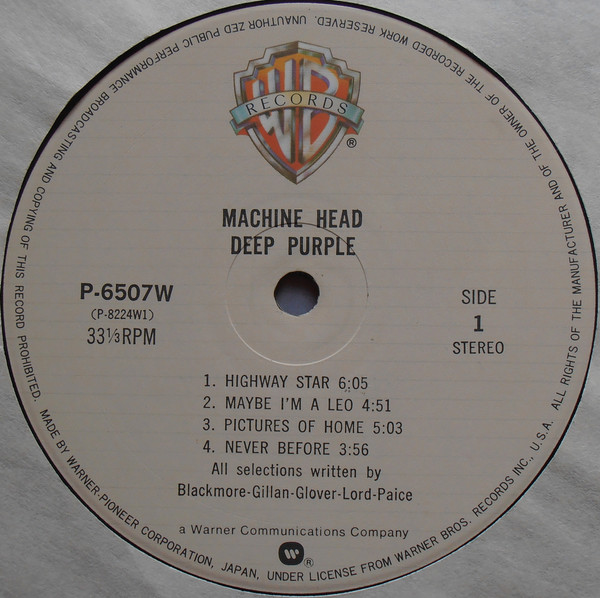 WB
RECORDS
®
MACHINE HEAD
DEEP PURPLE
P-6507W
(P-8224W1)
33⅓RPM
SIDE
1
STEREO
1. HIGHWAY STAR 6:05
2. MAYBE I'M A LEO 4:51
3. PICTURES OF HOME 5:03
4. NEVER BEFORE 3:56
All selections written by
Blackmore-Gillan-Glover-Lord-Paice
a Warner Communications Company
®
MADE BY WARNER-PIONEER CORPORATION, JAPAN, UNDER LICENSE FROM WARNER BROS. RECORDS INC., U.S.A. ALL RIGHTS OF THE MANUFACTURER AND OF THE OWNER OF THE RECORDED WORK RESERVED. UNAUTHOR ZED PUBLIC PERFORMANCE BROADCASTING AND COPYING OF THIS RECORD PROHIBITED.